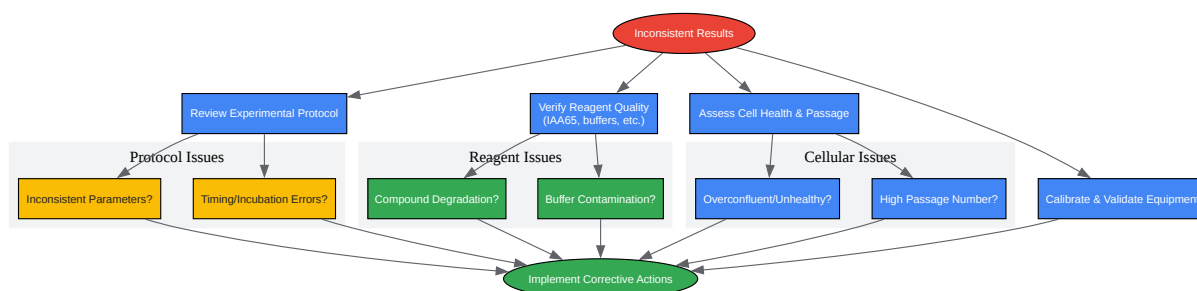 Inconsistent Results
Review Experimental Protocol
Verify Reagent Quality
(IAA65, buffers, etc.)
Assess Cell Health & Passage
Protocol Issues
Reagent Issues
Cellular Issues
Inconsistent Parameters?
Timing/Incubation Errors?
Compound Degradation?
Buffer Contamination?
Overconfluent/Unhealthy?
High Passage Number?
Calibrate & Validate Equipment
Implement Corrective Actions